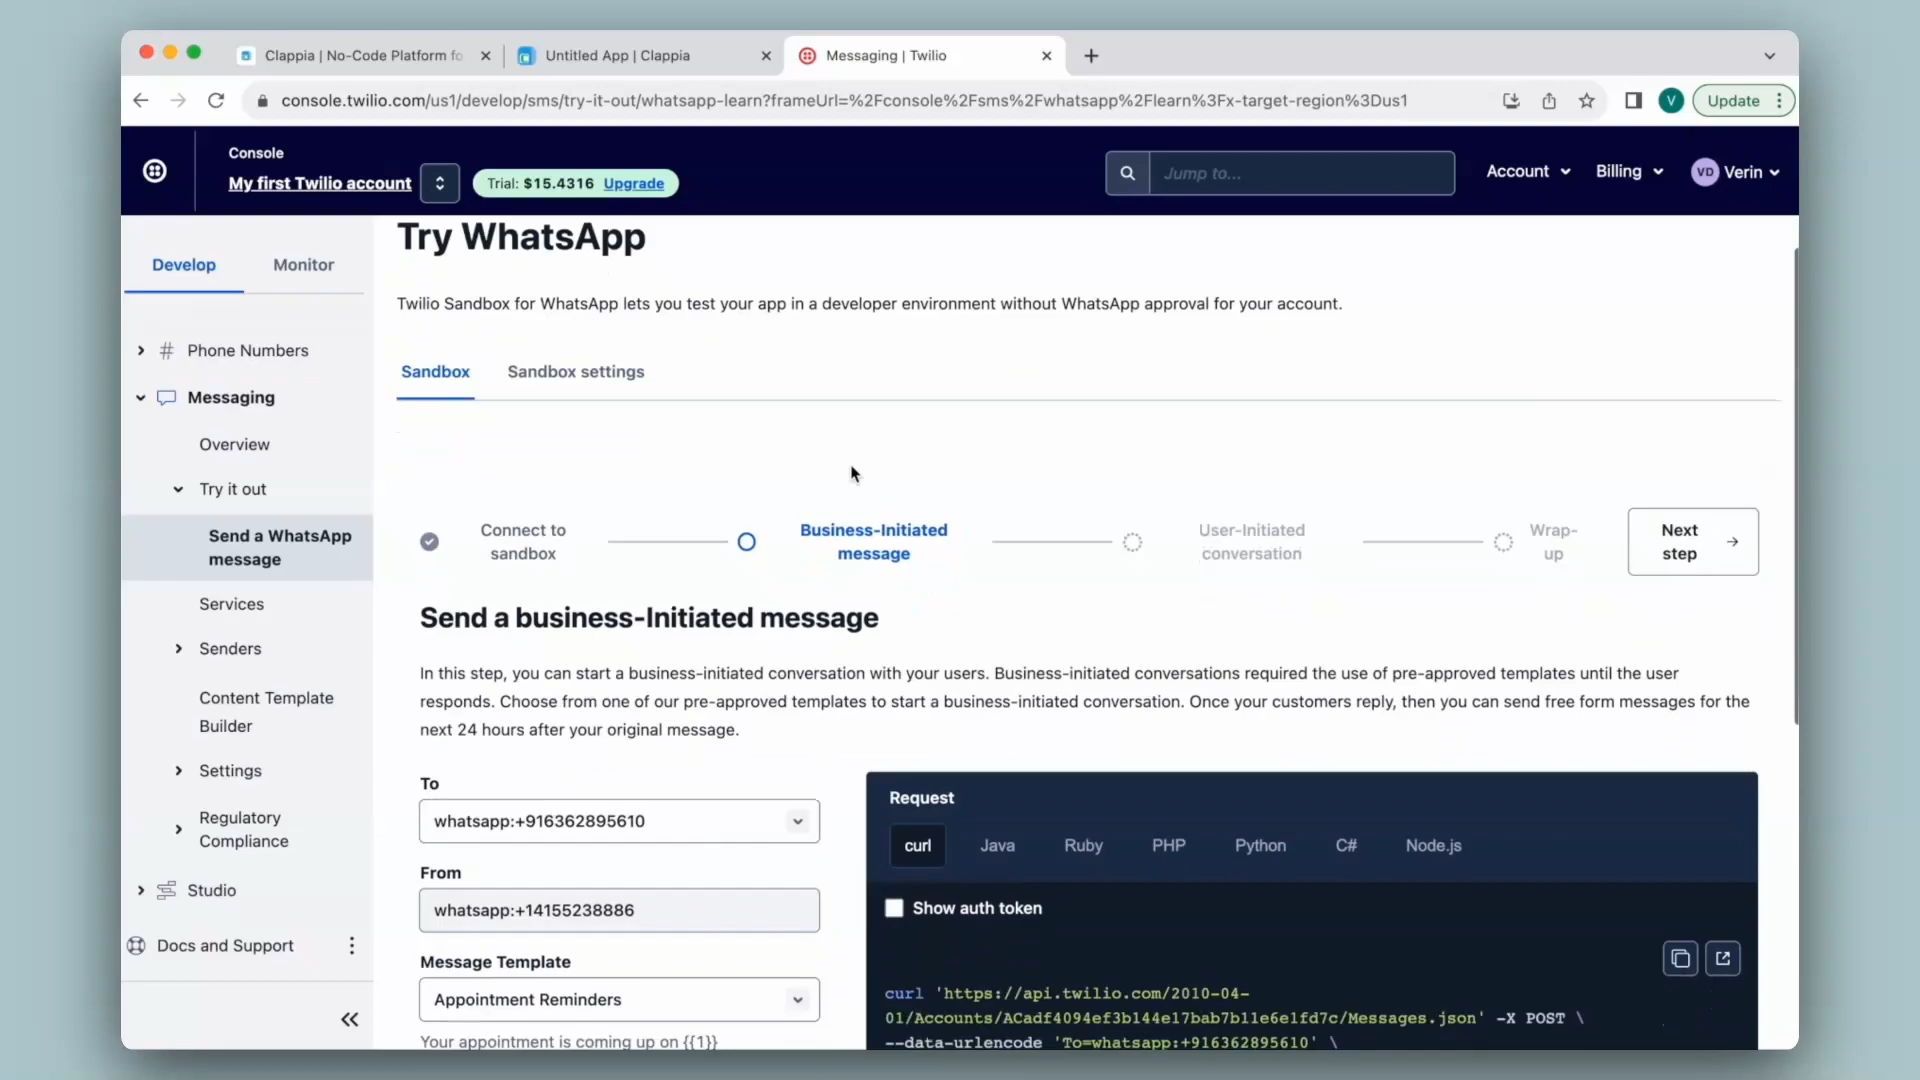 Clappia | No-Code Platform fo
Untitled App | Clappia
Messaging | Twilio
console.twilio.com/us1/develop/sms/try-it-out/whatsapp-learn?frameUrl=%2Fconsole%2Fsms%2Fwhatsapp%2Flearn%3Fx-target-region%3Dus1
V
Update
Console
My first Twilio account
Trial: $15.4316 Upgrade
Jump to...
Account
Billing
VD
Verin
Develop
Monitor
Phone Numbers
Messaging
Overview
Try it out
Send a WhatsApp
message
Services
Senders
Content Template
Builder
Settings
Regulatory
Compliance
Studio
Docs and Support
Try WhatsApp
Twilio Sandbox for WhatsApp lets you test your app in a developer environment without WhatsApp approval for your account.
Sandbox
Sandbox settings
Connect to
sandbox
Business-Initiated
message
User-Initiated
conversation
Wrap-
up
Next
step
Send a business-Initiated message
In this step, you can start a business-initiated conversation with your users. Business-initiated conversations required the use of pre-approved templates until the user
responds. Choose from one of our pre-approved templates to start a business-initiated conversation. Once your customers reply, then you can send free form messages for the
next 24 hours after your original message.
To
whatsapp:+916362895610
From
whatsapp:+14155238886
Message Template
Appointment Reminders
Your appointment is coming up on {{1}}
Request
curl
Java
Ruby
PHP
Python
C#
Node.js
Show auth token
curl 'https://api.twilio.com/2010-04-
01/Accounts/ACadf4094ef3b144e17bab7b11e6e1fd7c/Messages.json' -X POST \
--data-urlencode 'To=whatsapp:+916362895610' \